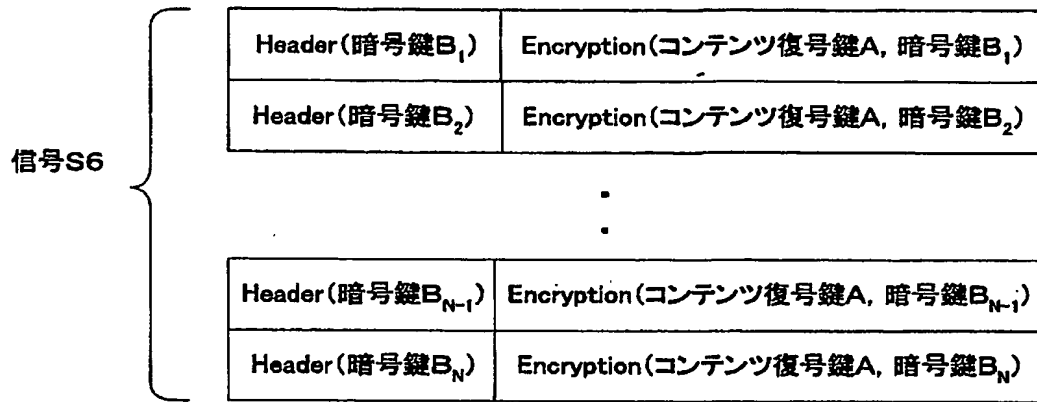 Header(暗号鍵B₁) Encryption(コンテンツ復号鍵A, 暗号鍵B₁)
Header(暗号鍵B₂) Encryption(コンテンツ復号鍵A, 暗号鍵B₂)
信号S6
Header(暗号鍵B_{N-1}) Encryption(コンテンツ復号鍵A, 暗号鍵B_{N-1})
Header(暗号鍵B_N) Encryption(コンテンツ復号鍵A, 暗号鍵B_N)